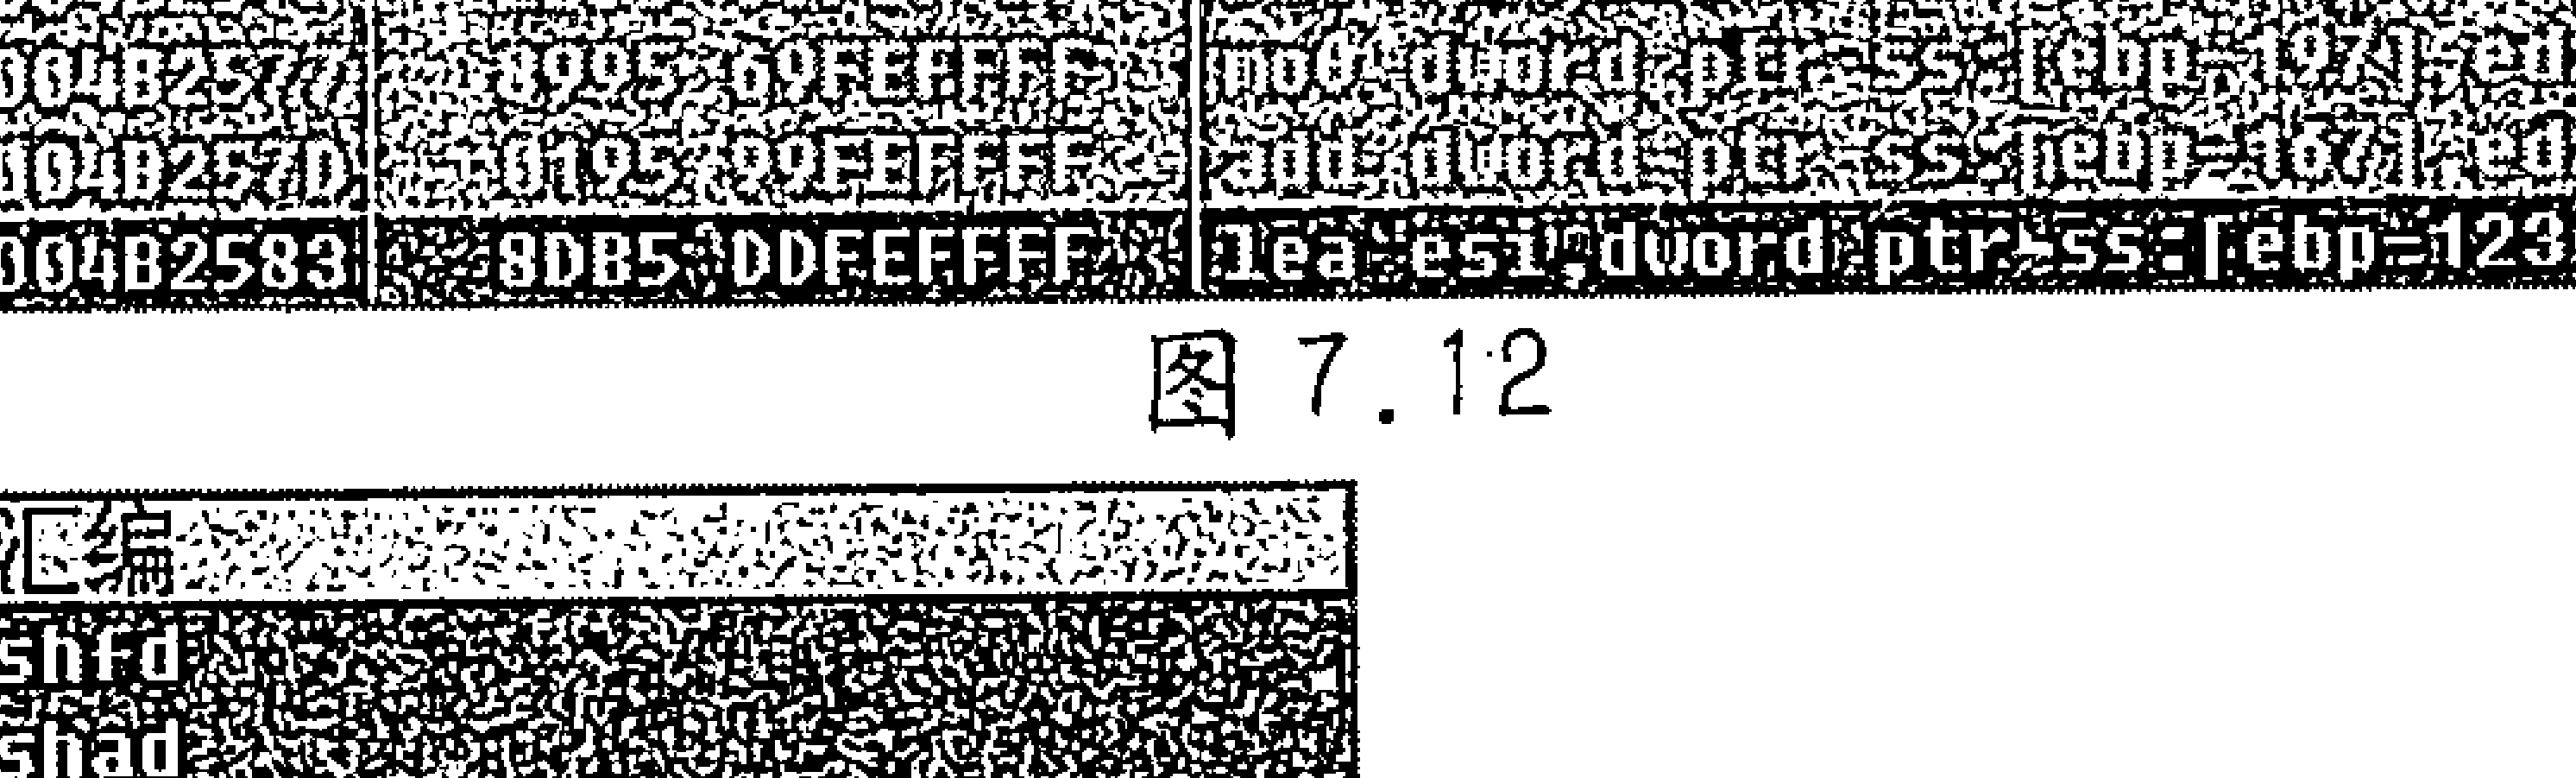 004B2577 8995 69FEFFFF mov dword ptr ss:[ebp-197],ed
004B257D 0195 99FEFFFF add dword ptr ss:[ebp-167],ed
004B2583 8DB5 DDFEFFFF lea esi,dword ptr ss:[ebp-123
图 7.12
汇编
shfd
shad